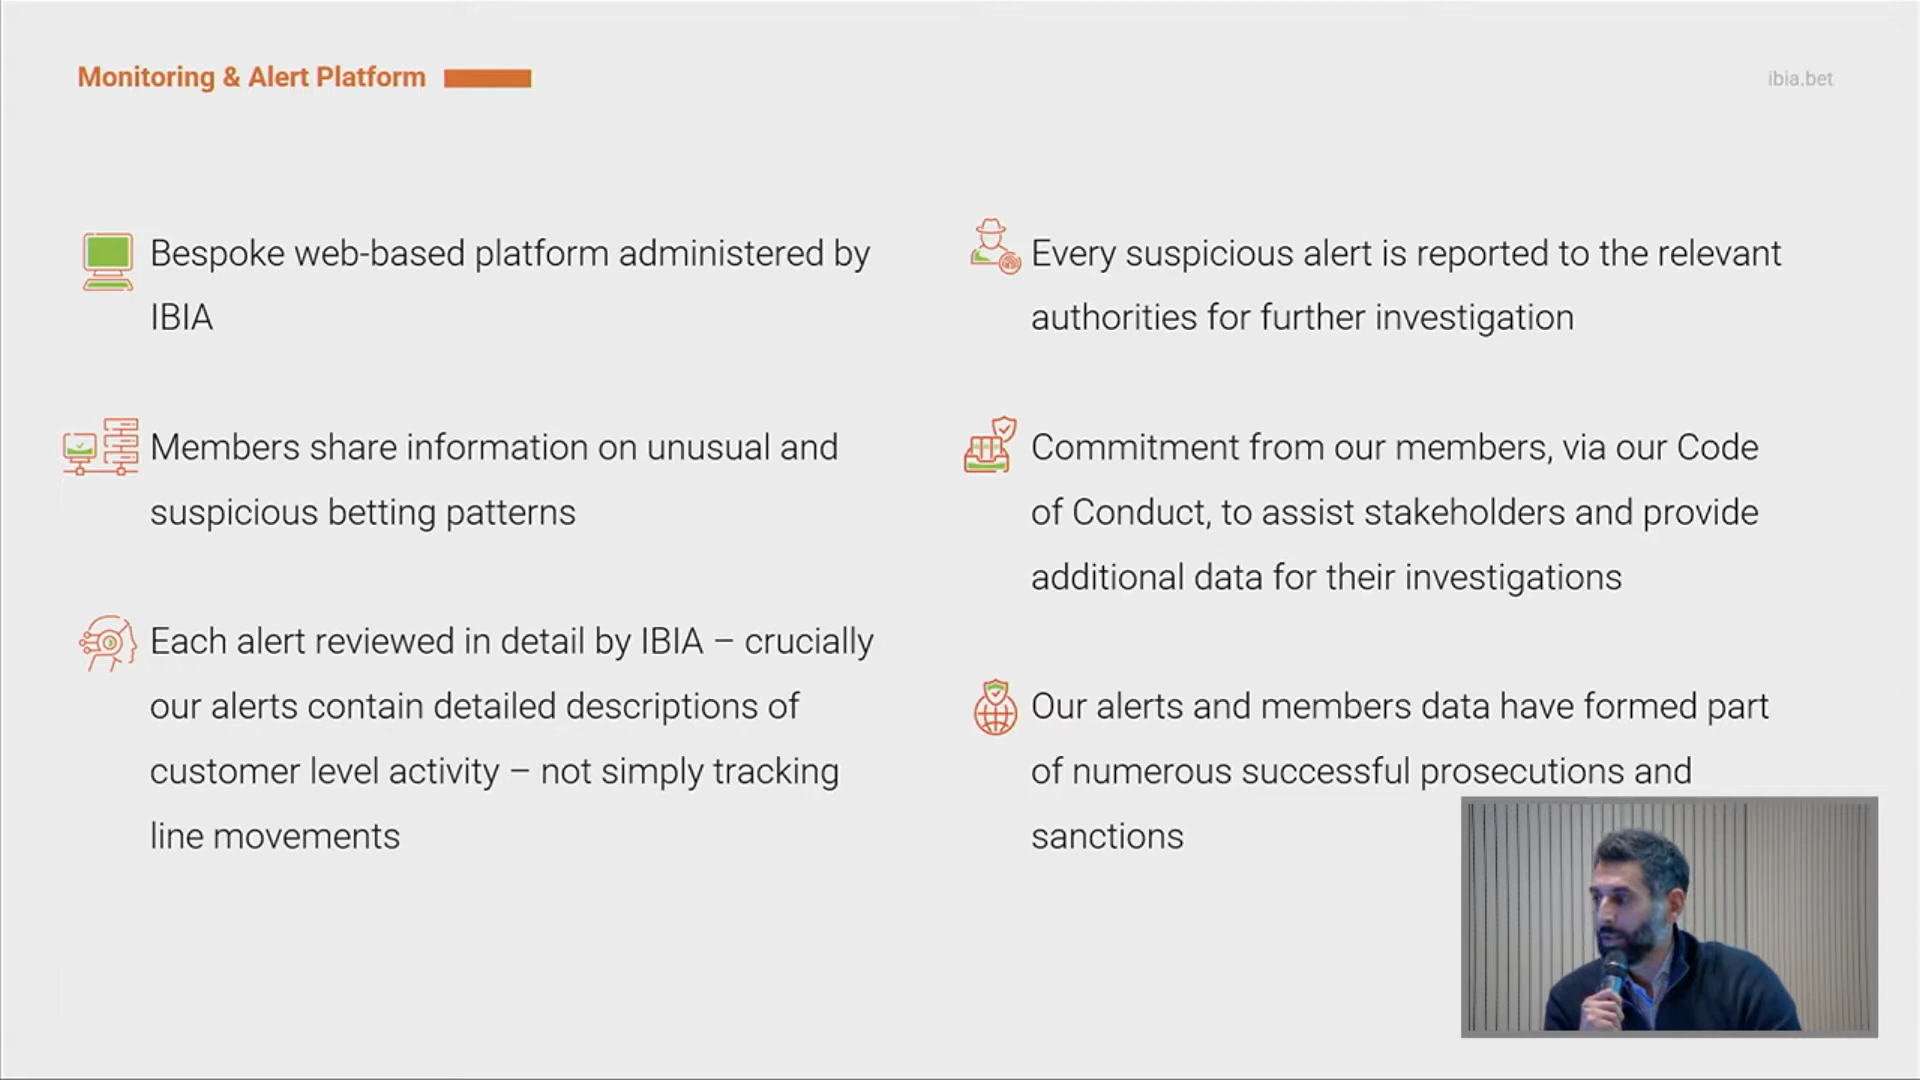 Monitoring & Alert Platform
ibia.bet
Bespoke web-based platform administered by
IBIA
Members share information on unusual and
suspicious betting patterns
Each alert reviewed in detail by IBIA – crucially
our alerts contain detailed descriptions of
customer level activity – not simply tracking
line movements
Every suspicious alert is reported to the relevant
authorities for further investigation
Commitment from our members, via our Code
of Conduct, to assist stakeholders and provide
additional data for their investigations
Our alerts and members data have formed part
of numerous successful prosecutions and
sanctions